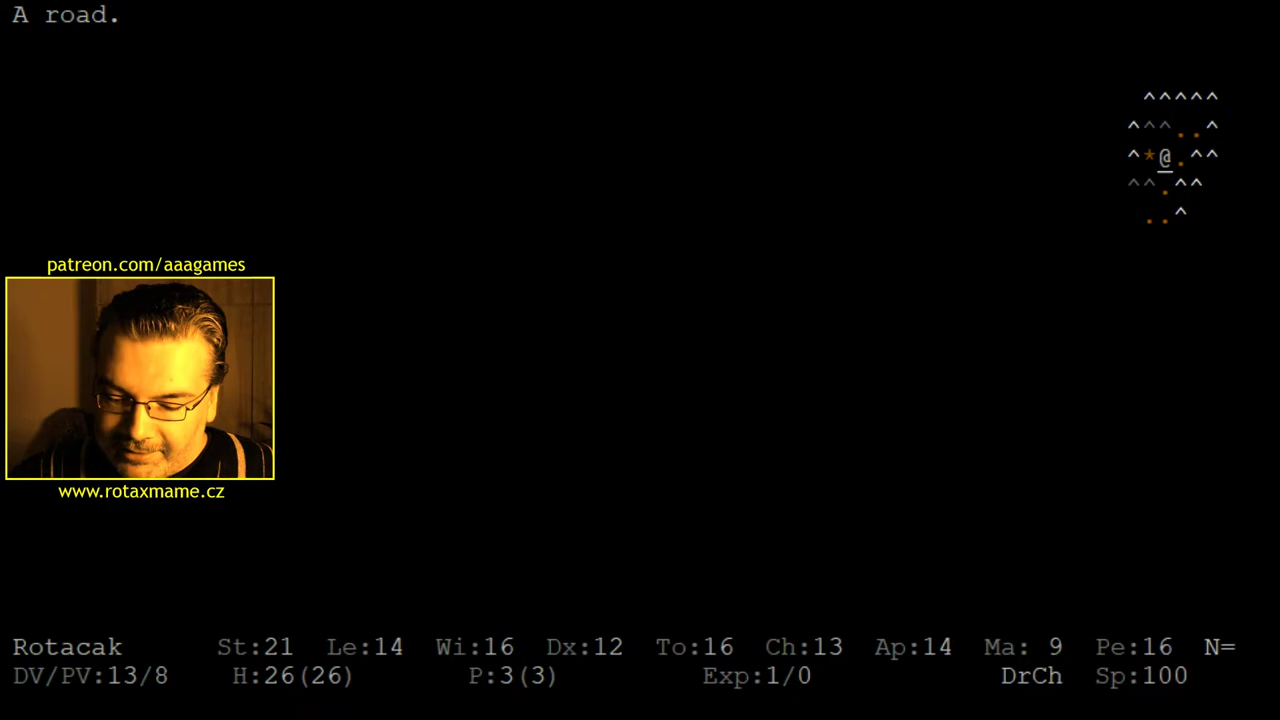 A road.
^^^^^
^^^..^
^*@.^^
^^.^^
..^
patreon.com/aaagames
www.rotaxmame.cz
Rotacak St:21 Le:14 Wi:16 Dx:12 To:16 Ch:13 Ap:14 Ma: 9 Pe:16 N=
DV/PV:13/8 H:26(26) P:3(3) Exp:1/0 DrCh Sp:100